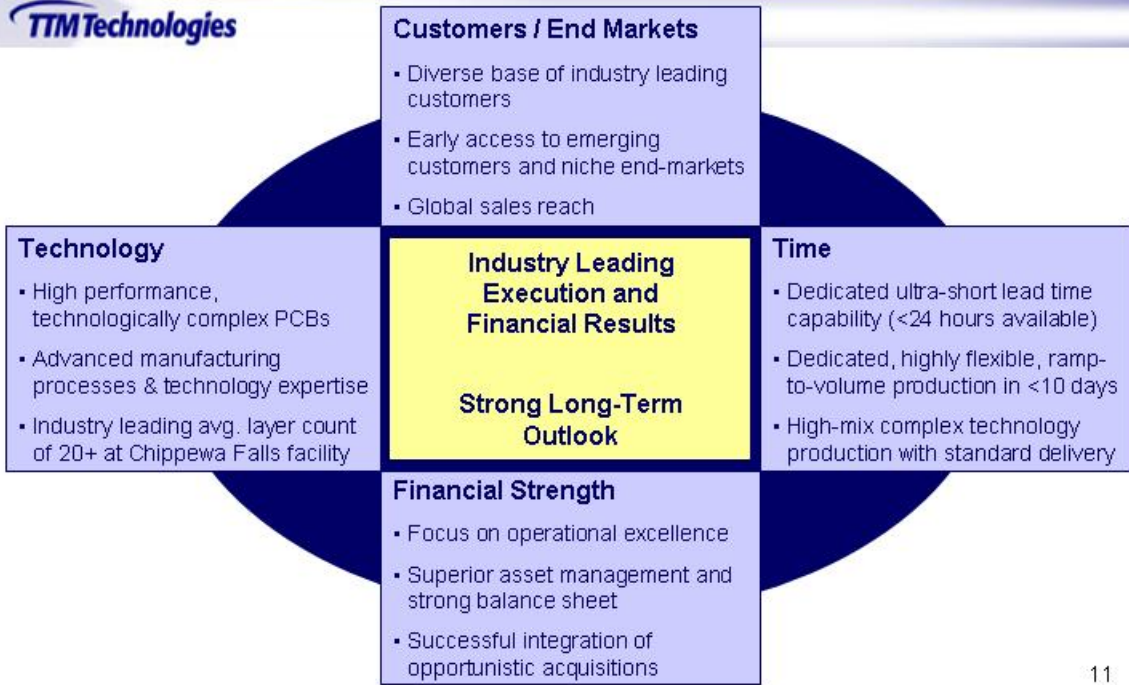 TTM Technologies
Customers / End Markets
▪ Diverse base of industry leading
customers
▪ Early access to emerging
customers and niche end-markets
▪ Global sales reach
Technology
▪ High performance,
technologically complex PCBs
▪ Advanced manufacturing
processes & technology expertise
▪ Industry leading avg. layer count
of 20+ at Chippewa Falls facility
Industry Leading
Execution and
Financial Results
Strong Long-Term
Outlook
Time
▪ Dedicated ultra-short lead time
capability (<24 hours available)
▪ Dedicated, highly flexible, ramp-
to-volume production in <10 days
▪ High-mix complex technology
production with standard delivery
Financial Strength
▪ Focus on operational excellence
▪ Superior asset management and
strong balance sheet
▪ Successful integration of
opportunistic acquisitions
11